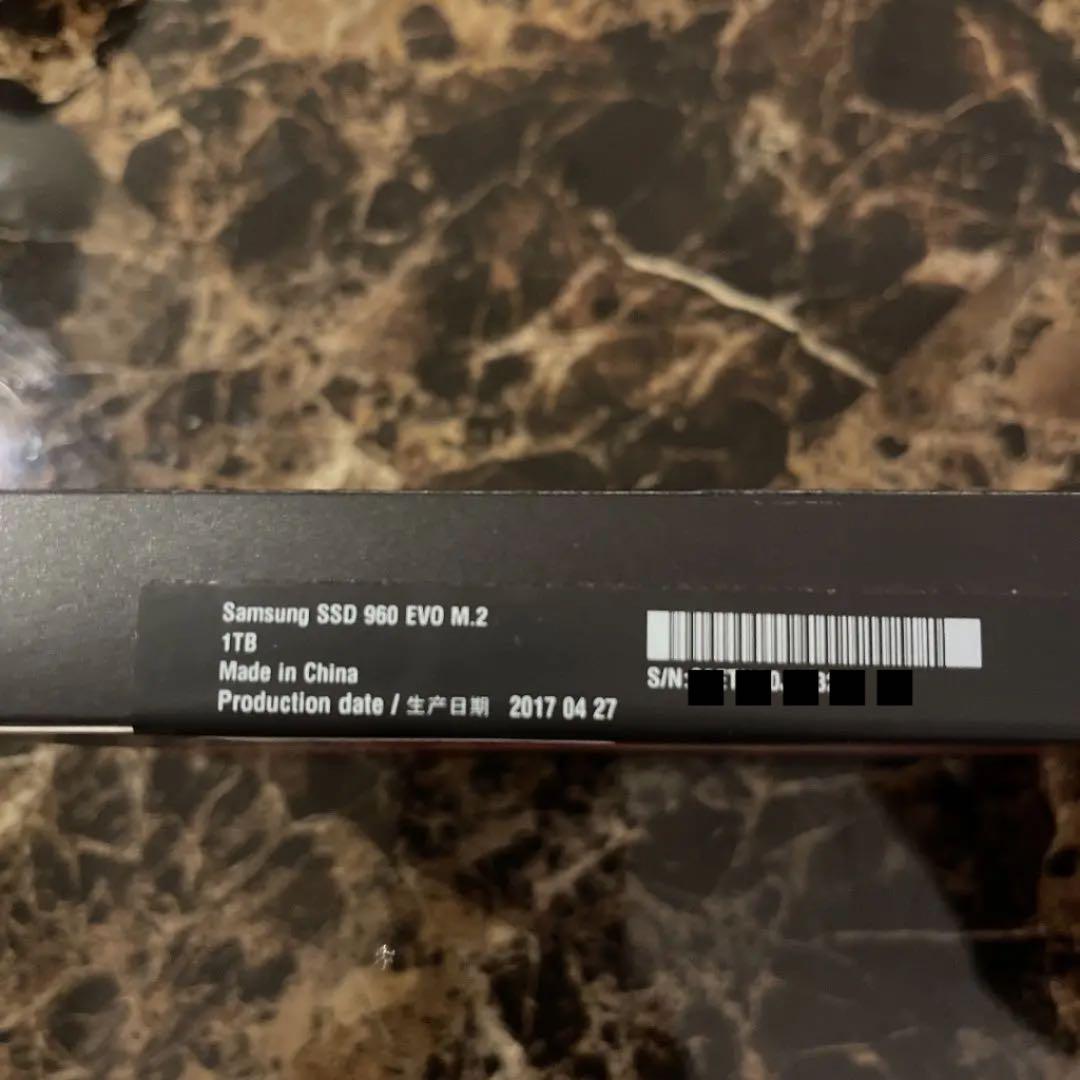 Samsung SSD 960 EVO M.2
1TB
Made in China
Production date / 生产日期 2017 04 27
S/N: